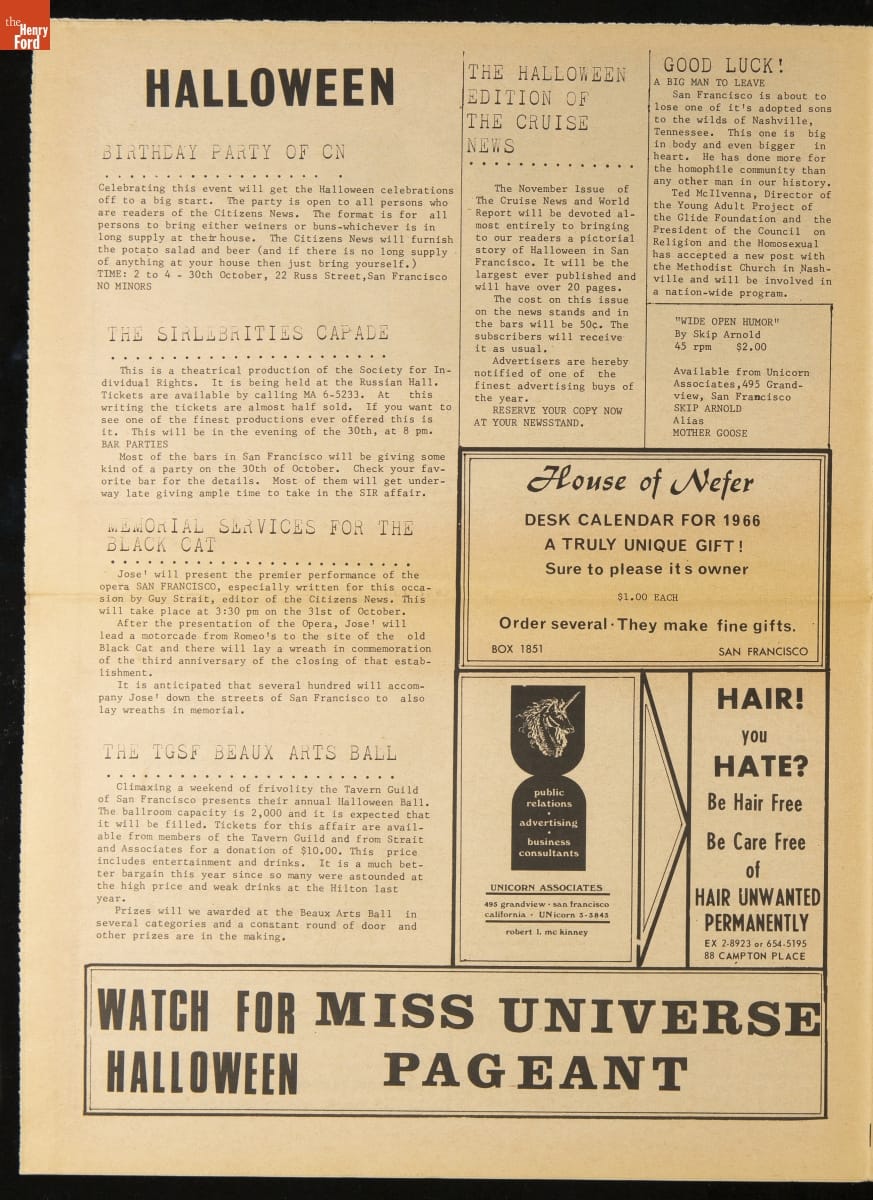 the
Henry
Ford
HALLOWEEN
BIRTHDAY PARTY OF CN
Celebrating this event will get the Halloween celebrations
off to a big start. The party is open to all persons who
are readers of the Citizens News. The format is for all
persons to bring either weiners or buns-whichever is in
long supply at their house. The Citizens News will furnish
the potato salad and beer (and if there is no long supply
of anything at your house then just bring yourself.)
TIME: 2 to 4 - 30th October, 22 Russ Street,San Francisco
NO MINORS
THE SIRLEBRITIES CAPADE
This is a theatrical production of the Society for In-
dividual Rights. It is being held at the Russian Hall.
Tickets are available by calling MA 6-5233. At this
writing the tickets are almost half sold. If you want to
see one of the finest productions ever offered this is
it. This will be in the evening of the 30th, at 8 pm.
BAR PARTIES
Most of the bars in San Francisco will be giving some
kind of a party on the 30th of October. Check your fav-
orite bar for the details. Most of them will get under-
way late giving ample time to take in the SIR affair.
MEMORIAL SERVICES FOR THE
BLACK CAT
Jose' will present the premier performance of the
opera SAN FRANCISCO, especially written for this occa-
sion by Guy Strait, editor of the Citizens News. This
will take place at 3:30 pm on the 31st of October.
After the presentation of the Opera, Jose' will
lead a motorcade from Romeo's to the site of the old
Black Cat and there will lay a wreath in commemoration
of the third anniversary of the closing of that estab-
lishment.
It is anticipated that several hundred will accom-
pany Jose' down the streets of San Francisco to also
lay wreaths in memorial.
THE TGSF BEAUX ARTS BALL
Climaxing a weekend of frivolity the Tavern Guild
of San Francisco presents their annual Halloween Ball.
The ballroom capacity is 2,000 and it is expected that
it will be filled. Tickets for this affair are avail-
able from members of the Tavern Guild and from Strait
and Associates for a donation of $10.00. This price
includes entertainment and drinks. It is a much bet-
ter bargain this year since so many were astounded at
the high price and weak drinks at the Hilton last
year.
Prizes will we awarded at the Beaux Arts Ball in
several categories and a constant round of door and
other prizes are in the making.
THE HALLOWEEN
EDITION OF
THE CRUISE
NEWS
The November Issue of
The Cruise News and World
Report will be devoted al-
most entirely to bringing
to our readers a pictorial
story of Halloween in San
Francisco. It will be the
largest ever published and
will have over 20 pages.
The cost on this issue
on the news stands and in
the bars will be 50c. The
subscribers will receive
it as usual.
Advertisers are hereby
notified of one of the
finest advertising buys of
the year.
RESERVE YOUR COPY NOW
AT YOUR NEWSSTAND.
GOOD LUCK!
A BIG MAN TO LEAVE
San Francisco is about to
lose one of it's adopted sons
to the wilds of Nashville,
Tennessee. This one is big
in body and even bigger in
heart. He has done more for
the homophile community than
any other man in our history.
Ted McIlvenna, Director of
the Young Adult Project of
the Glide Foundation and the
President of the Council on
Religion and the Homosexual
has accepted a new post with
the Methodist Church in Nash-
ville and will be involved in
a nation-wide program.
"WIDE OPEN HUMOR"
By Skip Arnold
45 rpm $2.00
Available from Unicorn
Associates,495 Grand-
view, San Francisco
SKIP ARNOLD
Alias
MOTHER GOOSE
House of Nefer
DESK CALENDAR FOR 1966
A TRULY UNIQUE GIFT!
Sure to please it's owner
$1.00 EACH
Order several · They make fine gifts.
BOX 1851 SAN FRANCISCO
public
relations
•
advertising
•
business
consultants
UNICORN ASSOCIATES
495 grandview · san francisco
california · UNicorn 3-3843
robert l. mc kinney
HAIR!
you
HATE?
Be Hair Free
Be Care Free
of
HAIR UNWANTED
PERMANENTLY
EX 2-8923 or 654-5195
88 CAMPTON PLACE
WATCH FOR MISS UNIVERSE
HALLOWEEN PAGEANT